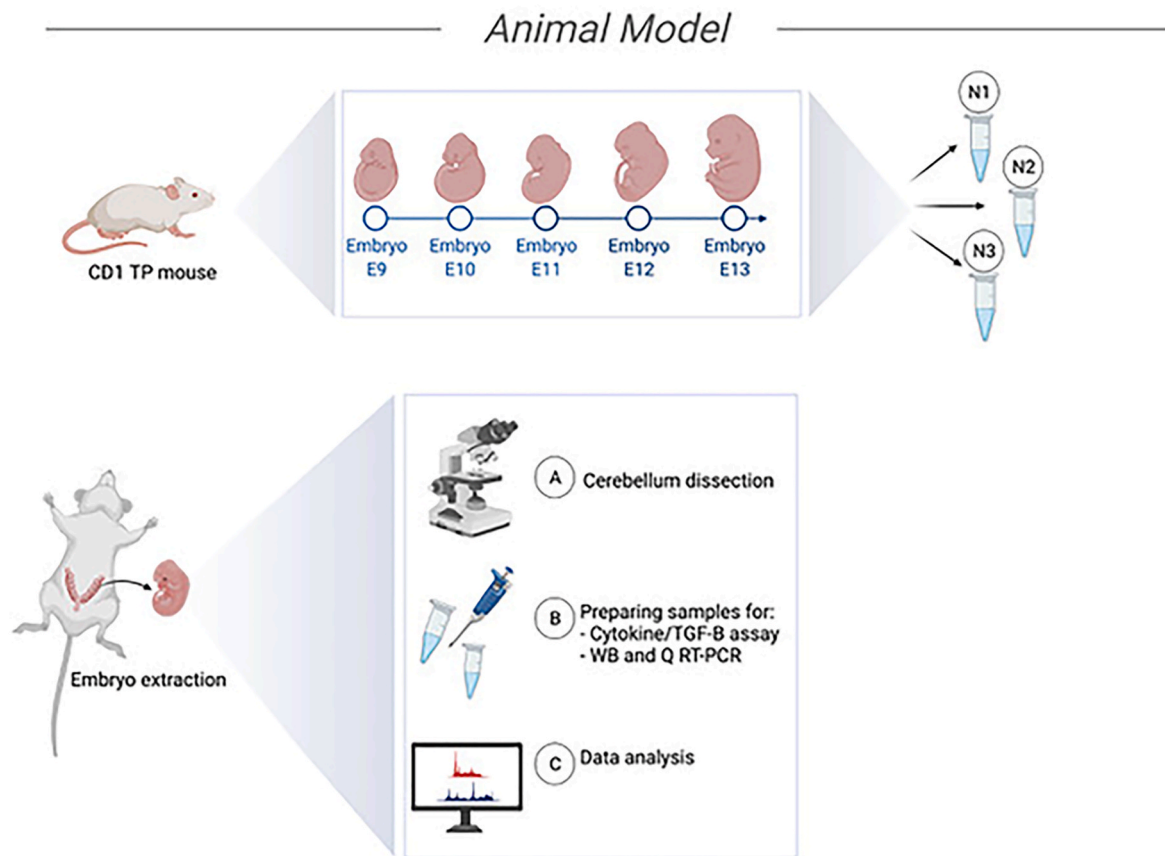 Animal Model
N1
N2
N3
Embryo
E9
Embryo
E10
Embryo
E11
Embryo
E12
Embryo
E13
CD1 TP mouse
A
Cerebellum dissection
B
Preparing samples for:
- Cytokine/TGF-B assay
- WB and Q RT-PCR
Embryo extraction
C
Data analysis